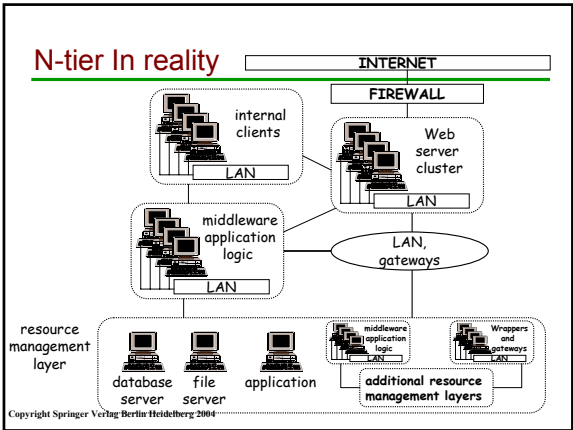 N-tier In reality
INTERNET
FIREWALL
internal
clients
LAN
Web
server
cluster
LAN
middleware
application
logic
LAN
LAN,
gateways
resource
management
layer
database
server
file
server
application
middleware
application
logic
LAN
Wrappers
and
gateways
LAN
additional resource
management layers
Copyright Springer Verlag Berlin Heidelberg 2004